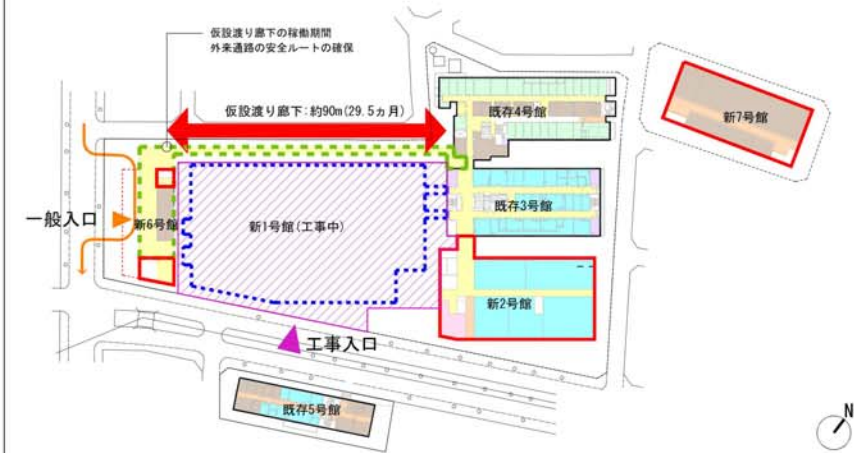 仮設渡り廊下の稼働期間
外来通路の安全ルートの確保
仮設渡り廊下：約90m(29.5ヵ月)
既存4号館
新7号館
一般入口
新6号館
新1号館(工事中)
既存3号館
新2号館
工事入口
既存5号館
N